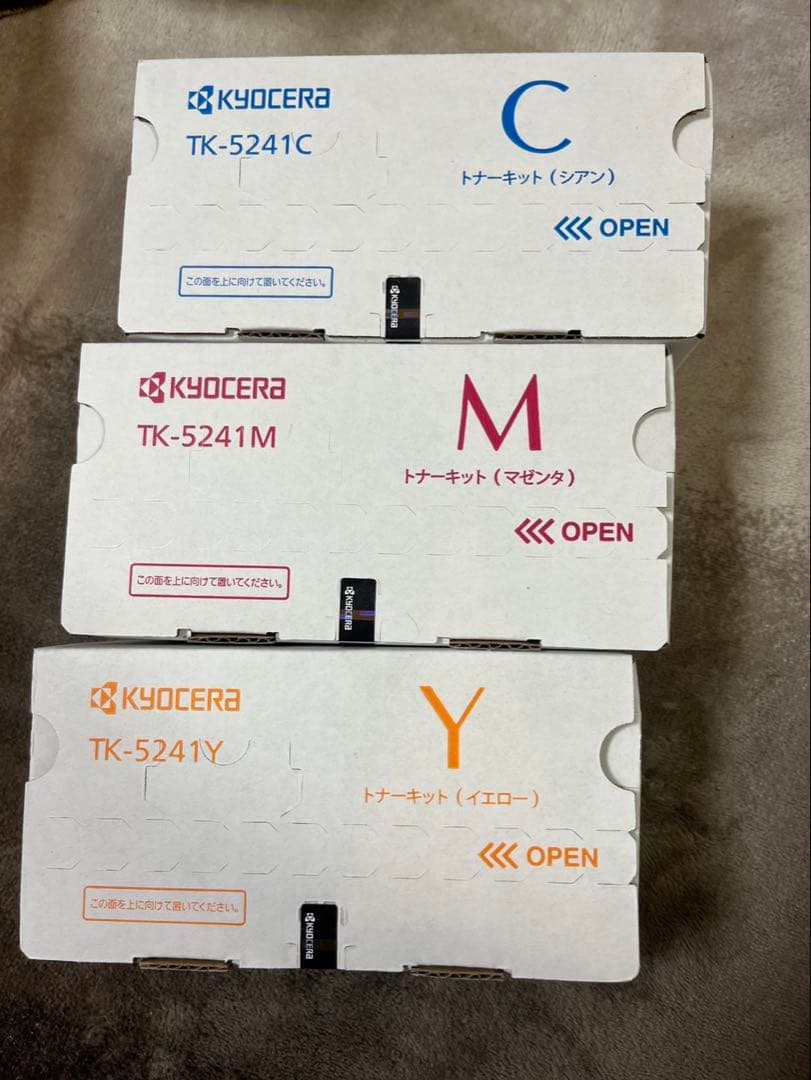 KYOCERA
C
TK-5241C
トナーキット(シアン)
OPEN
この面を上に向けて置いてください。
KYOCERA
KYOCERA
M
TK-5241M
トナーキット(マゼンタ)
OPEN
この面を上に向けて置いてください。
KYOCERA
KYOCERA
Y
TK-5241Y
トナーキット(イエロー)
OPEN
この面を上に向けて置いてください。
KYOCERA